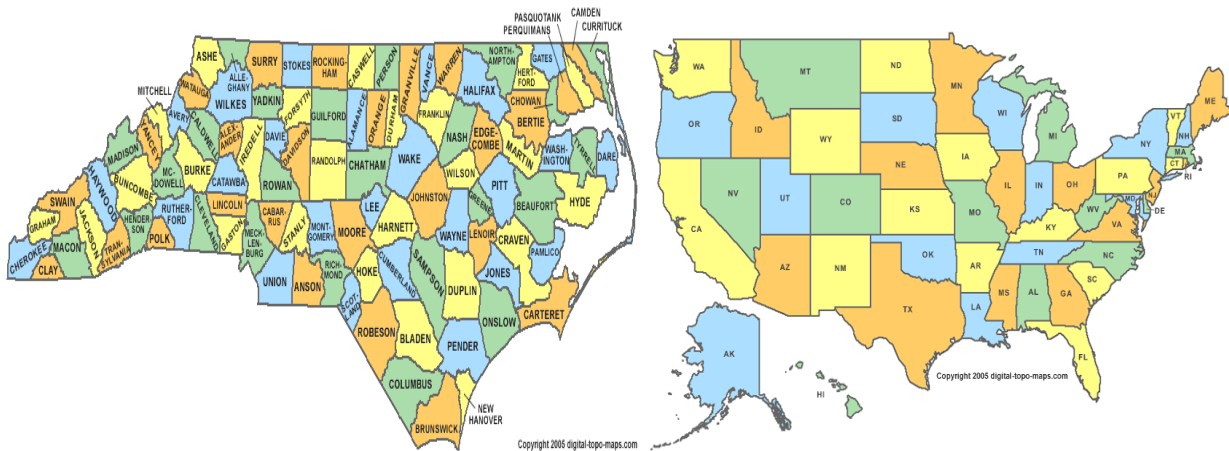 PASQUOTANK
PERQUIMANS
CAMDEN
CURRITUCK
ASHE
ALLE-
GHANY
SURRY
STOKES
ROCKING-
HAM
CASWELL
PERSON
GRANVILLE
VANCE
WARREN
NORTH-
AMPTON
GATES
HERT-
FORD
HALIFAX
CHOWAN
BERTIE
MITCHELL
WATAUGA
WILKES
YADKIN
FORSYTH
GUILFORD
ALAMANCE
ORANGE
DURHAM
FRANKLIN
NASH
EDGE-
COMBE
MARTIN
WASH-
INGTON
TYRRELL
DARE
AVERY
YANCEY
MADISON
CALDWELL
ALEX-
ANDER
IREDELL
DAVIE
DAVIDSON
RANDOLPH
CHATHAM
WAKE
WILSON
PITT
BEAUFORT
HYDE
BUNCOMBE
MC-
DOWELL
BURKE
CATAWBA
ROWAN
HAYWOOD
SWAIN
GRAHAM
CHEROKEE
CLAY
MACON
JACKSON
TRAN-
SYLVANIA
HENDER-
SON
POLK
RUTHER-
FORD
CLEVELAND
LINCOLN
GASTON
MECK-
LEN-
BURG
CABAR-
RUS
STANLY
MONT-
GOMERY
MOORE
LEE
HARNETT
JOHNSTON
WAYNE
GREENE
LENOIR
CRAVEN
PAMLICO
JONES
UNION
ANSON
RICH-
MOND
SCOT-
LAND
HOKE
CUMBERLAND
SAMPSON
DUPLIN
ONSLOW
CARTERET
ROBESON
BLADEN
PENDER
COLUMBUS
BRUNSWICK
NEW
HANOVER
Copyright 2005 digital-topo-maps.com
WA
MT
ND
MN
ME
VT
NH
OR
ID
WY
SD
WI
MI
NY
MA
CT
RI
NE
IA
PA
NJ
NV
UT
CO
KS
MO
IL
IN
OH
WV
MD
DE
VA
KY
CA
AZ
NM
OK
AR
TN
NC
SC
TX
LA
MS
AL
GA
FL
AK
HI
Copyright 2005 digital-topo-maps.com